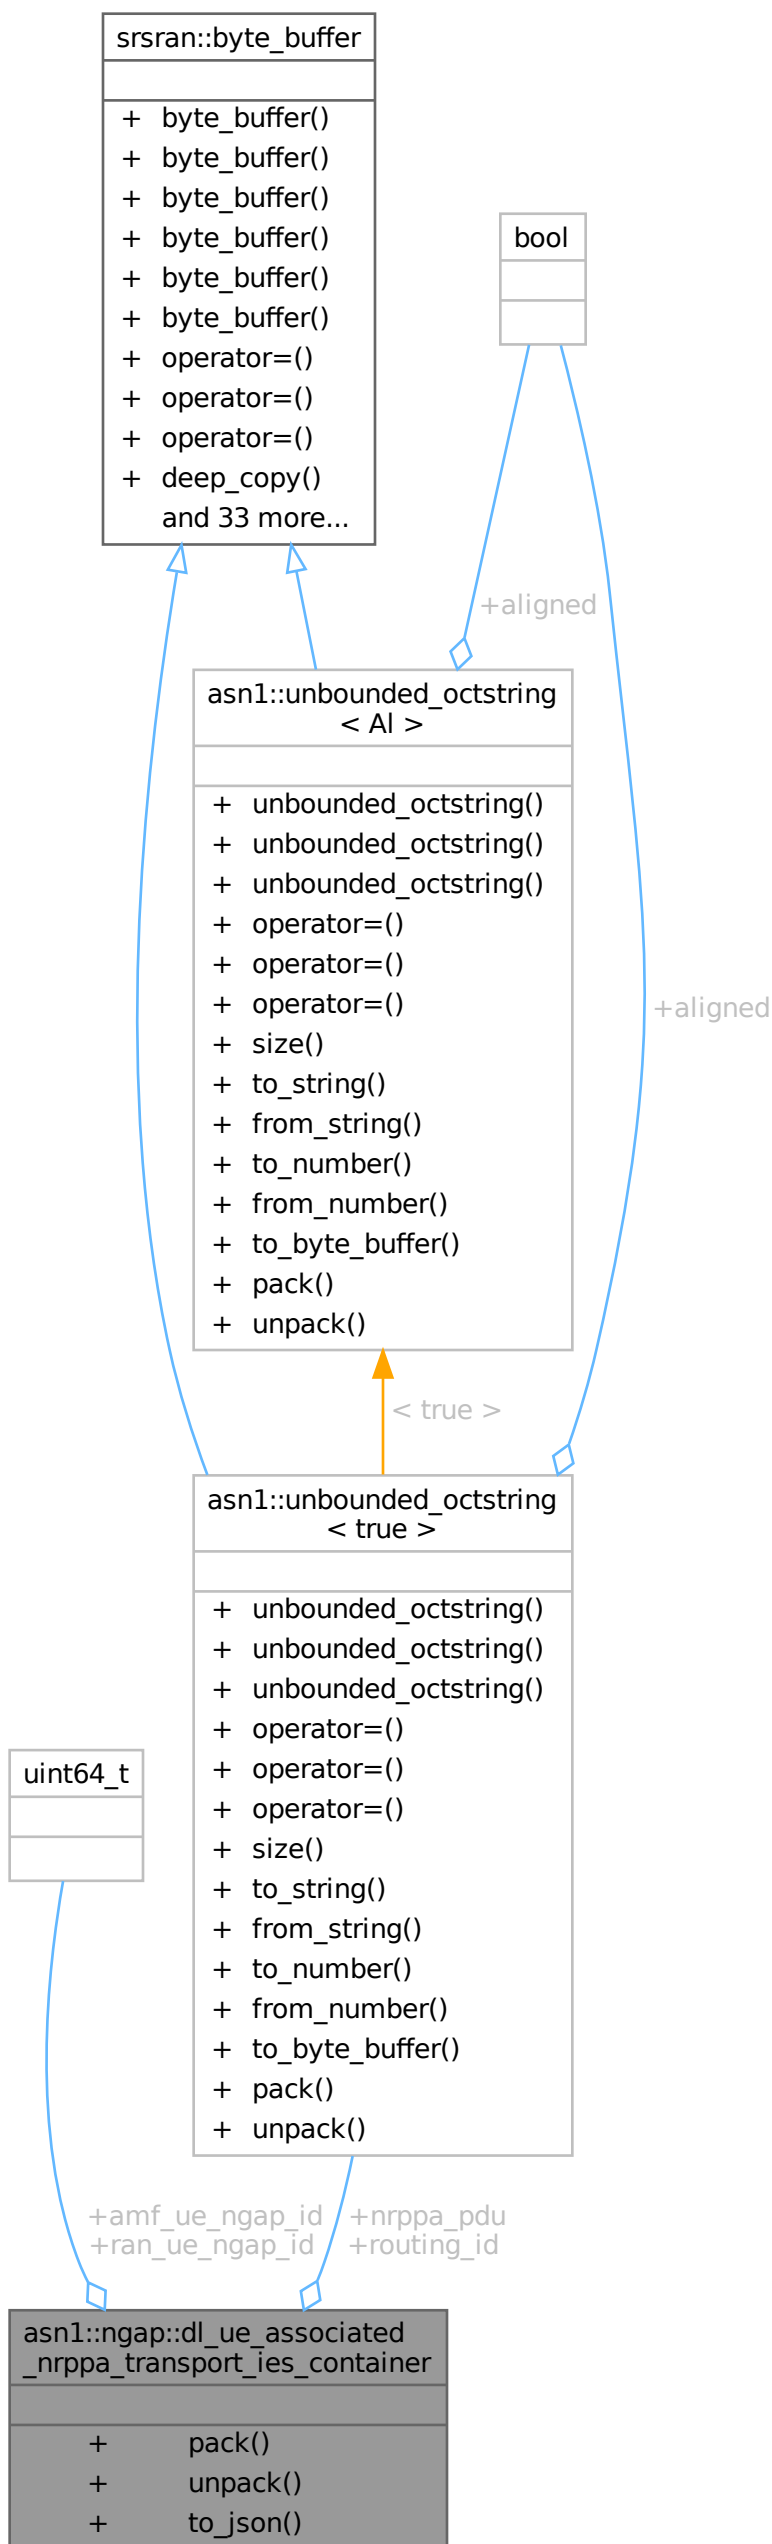 srsran::byte_buffer
+ byte_buffer()
+ byte_buffer()
+ byte_buffer()
+ byte_buffer()
+ byte_buffer()
+ byte_buffer()
+ operator=()
+ operator=()
+ operator=()
+ deep_copy()
and 33 more...
bool
+aligned
asn1::unbounded_octstring
< Al >
+ unbounded_octstring()
+ unbounded_octstring()
+ unbounded_octstring()
+ operator=()
+ operator=()
+ operator=()
+ size()
+ to_string()
+ from_string()
+ to_number()
+ from_number()
+ to_byte_buffer()
+ pack()
+ unpack()
+aligned
< true >
asn1::unbounded_octstring
< true >
+ unbounded_octstring()
+ unbounded_octstring()
+ unbounded_octstring()
+ operator=()
+ operator=()
+ operator=()
+ size()
+ to_string()
+ from_string()
+ to_number()
+ from_number()
+ to_byte_buffer()
+ pack()
+ unpack()
uint64_t
+amf_ue_ngap_id
+ran_ue_ngap_id
+nrppa_pdu
+routing_id
asn1::ngap::dl_ue_associated
_nrppa_transport_ies_container
+ pack()
+ unpack()
+ to_json()